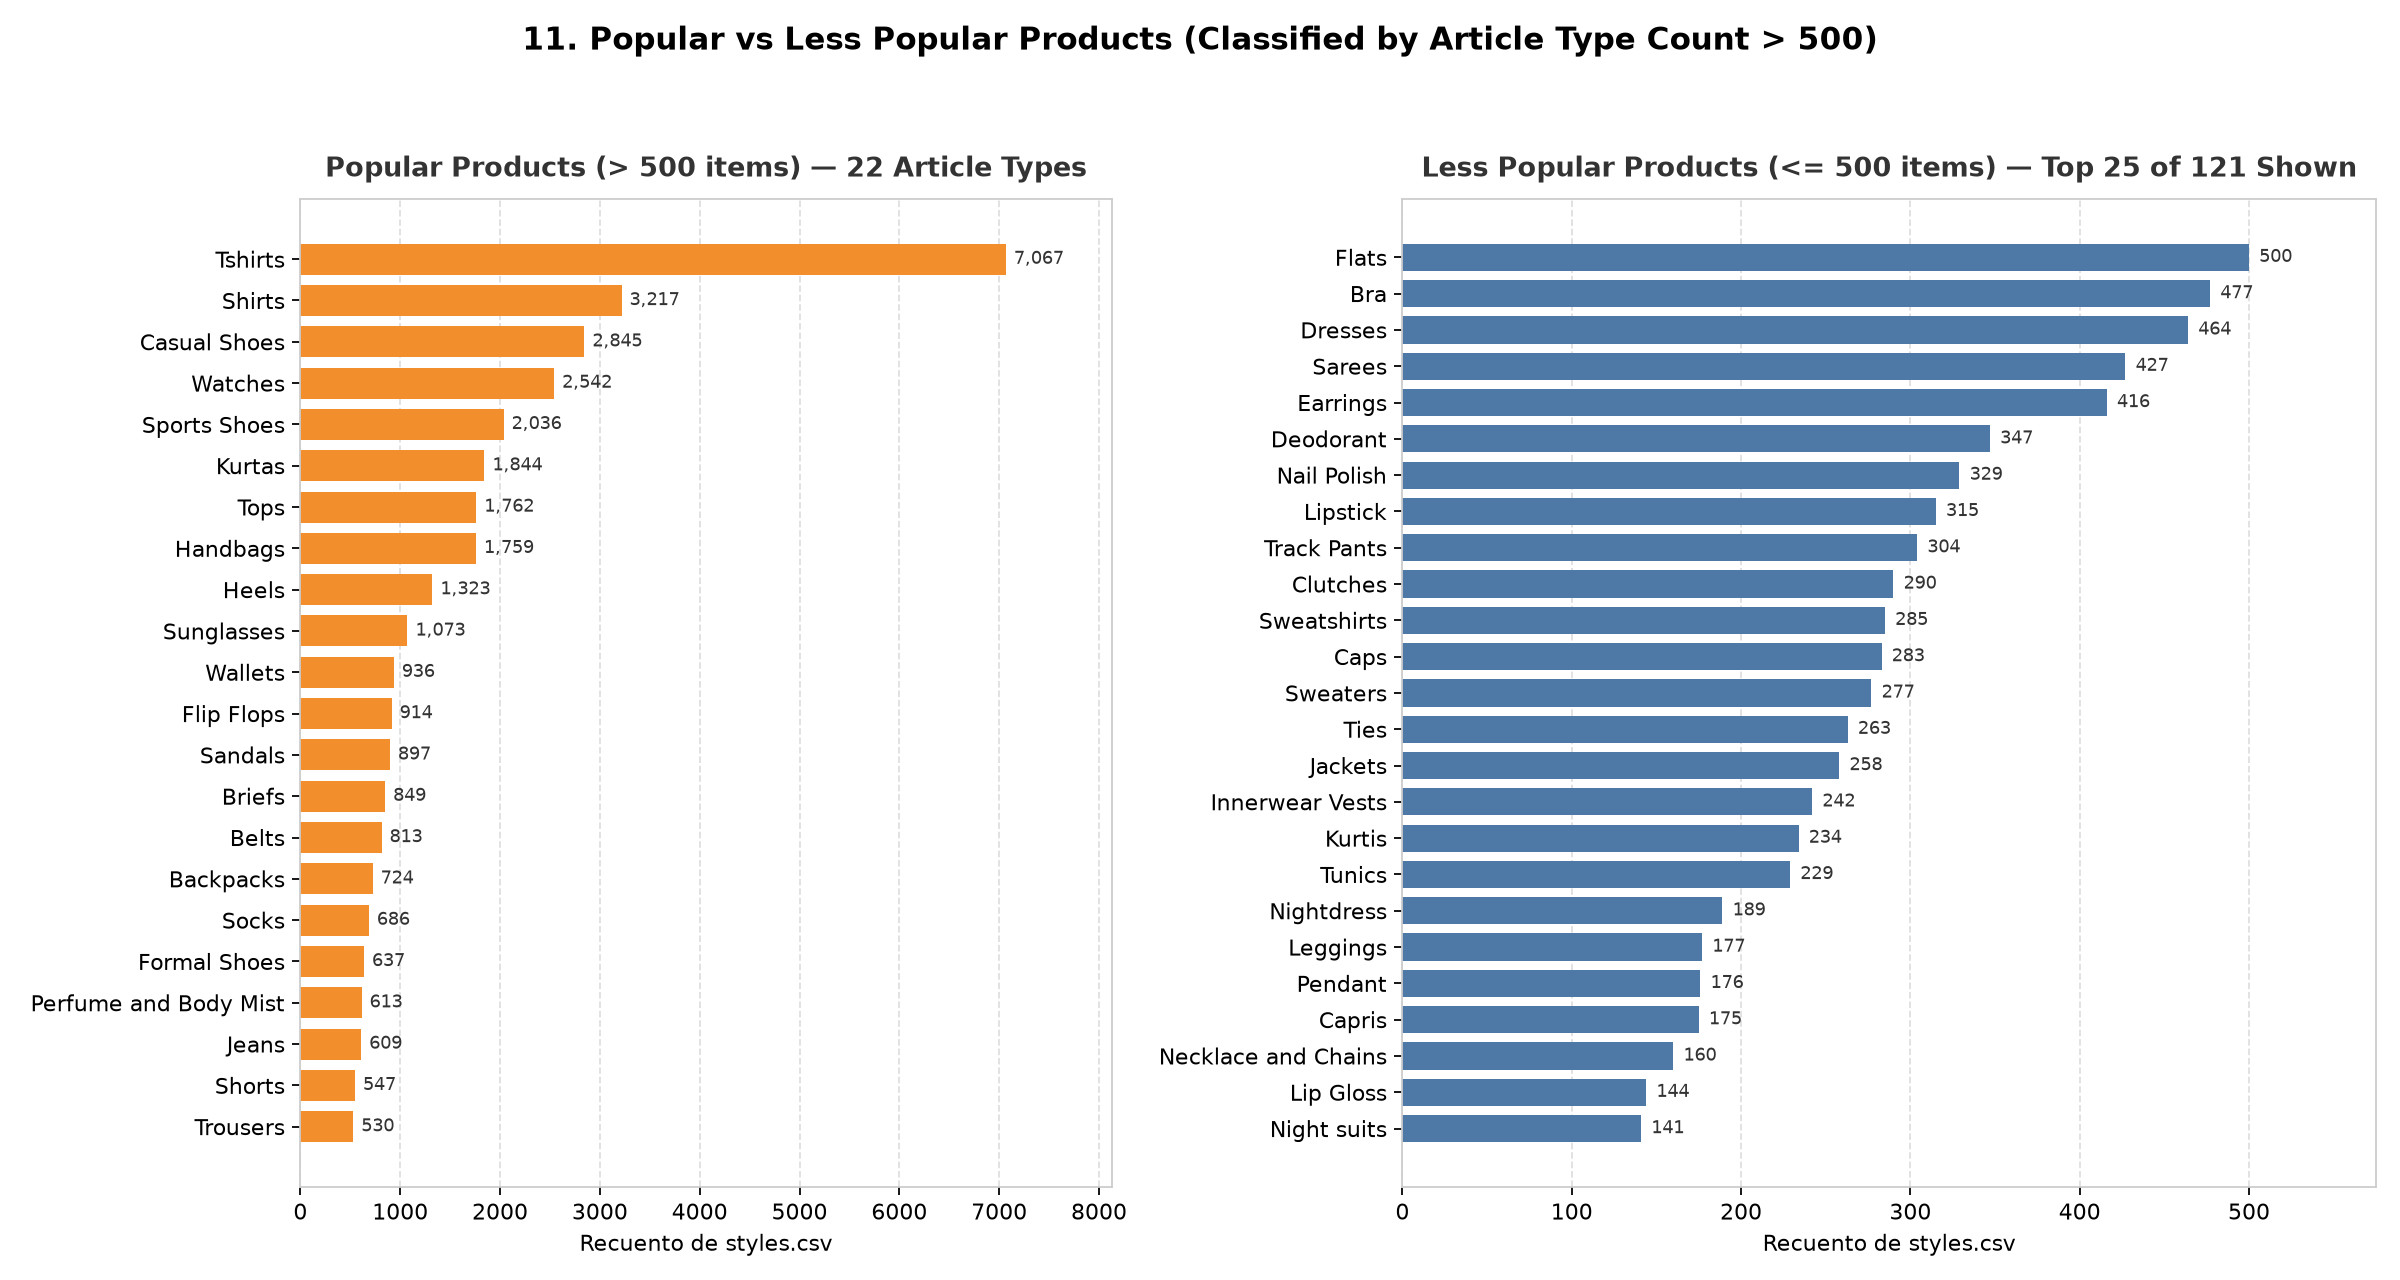 11. Popular vs Less Popular Products (Classified by Article Type Count > 500)
Popular Products (> 500 items) — 22 Article Types
Tshirts 7,067
Shirts 3,217
Casual Shoes 2,845
Watches 2,542
Sports Shoes 2,036
Kurtas 1,844
Tops 1,762
Handbags 1,759
Heels 1,323
Sunglasses 1,073
Wallets 936
Flip Flops 914
Sandals 897
Briefs 849
Belts 813
Backpacks 724
Socks 686
Formal Shoes 637
Perfume and Body Mist 613
Jeans 609
Shorts 547
Trousers 530
0 1000 2000 3000 4000 5000 6000 7000 8000
Recuento de styles.csv
Less Popular Products (<= 500 items) — Top 25 of 121 Shown
Flats 500
Bra 477
Dresses 464
Sarees 427
Earrings 416
Deodorant 347
Nail Polish 329
Lipstick 315
Track Pants 304
Clutches 290
Sweatshirts 285
Caps 283
Sweaters 277
Ties 263
Jackets 258
Innerwear Vests 242
Kurtis 234
Tunics 229
Nightdress 189
Leggings 177
Pendant 176
Capris 175
Necklace and Chains 160
Lip Gloss 144
Night suits 141
0 100 200 300 400 500
Recuento de styles.csv